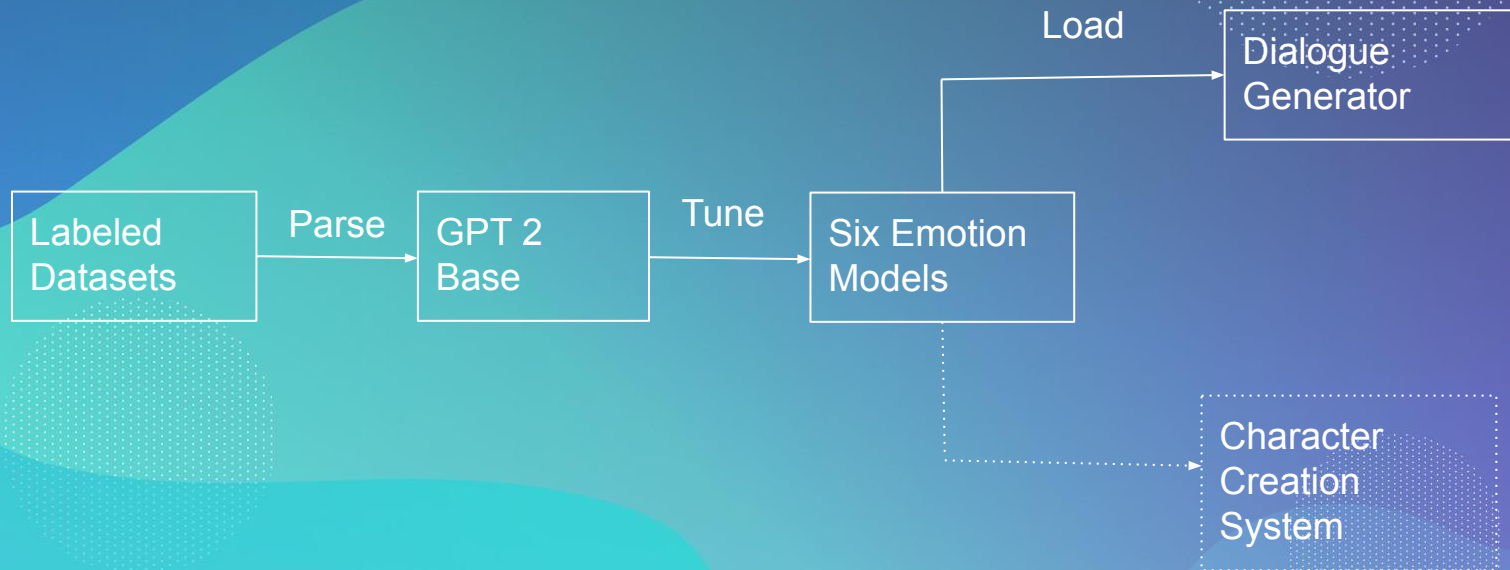 Load
Dialogue
Generator
Labeled
Datasets
Parse
GPT 2
Base
Tune
Six Emotion
Models
Character
Creation
System